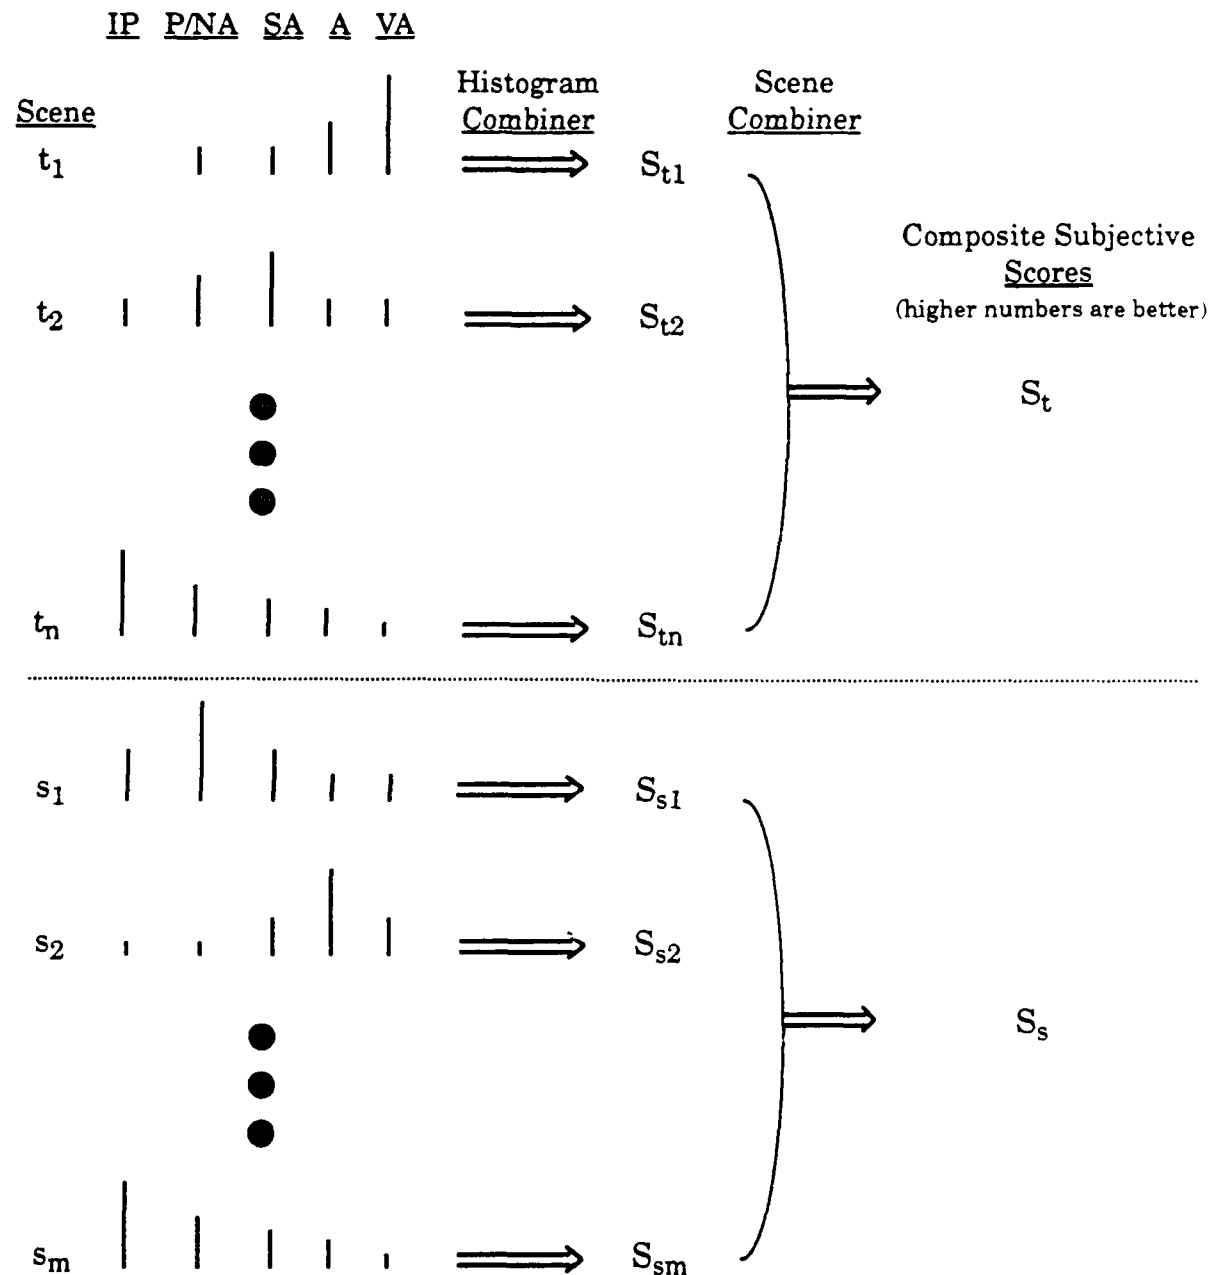 IP P/NA SA A VA
Histogram Combiner
Scene Combiner
Scene
t1 St1
Composite Subjective
Scores
(higher numbers are better)
t2 St2
St
tn Stn
s1 Ss1
s2 Ss2
Ss
sm Ssm